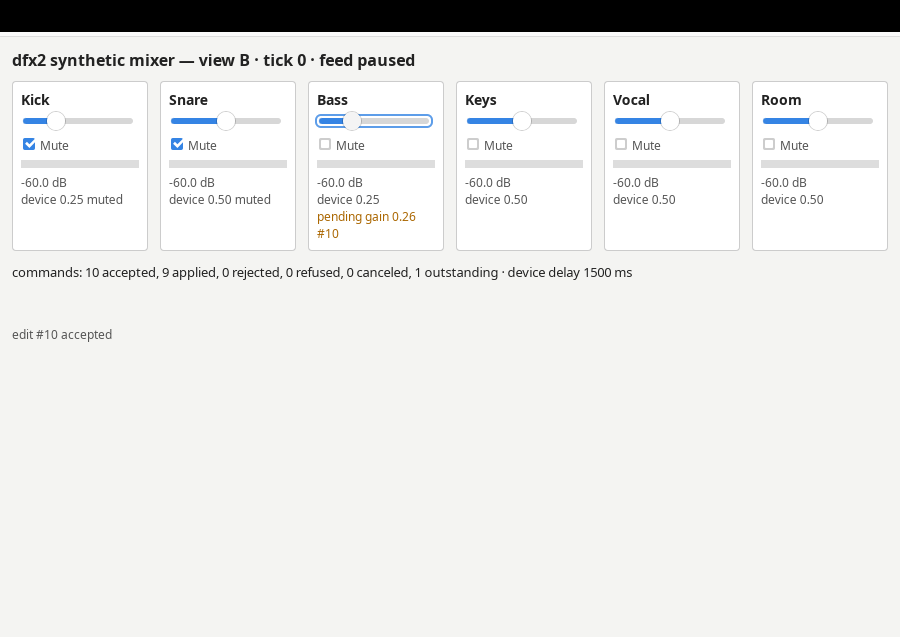 dfx2 synthetic mixer — view B · tick 0 · feed paused
Kick
Mute
-60.0 dB
device 0.25 muted
Snare
Mute
-60.0 dB
device 0.50 muted
Bass
Mute
-60.0 dB
device 0.25
pending gain 0.26
#10
Keys
Mute
-60.0 dB
device 0.50
Vocal
Mute
-60.0 dB
device 0.50
Room
Mute
-60.0 dB
device 0.50
commands: 10 accepted, 9 applied, 0 rejected, 0 refused, 0 canceled, 1 outstanding · device delay 1500 ms
edit #10 accepted